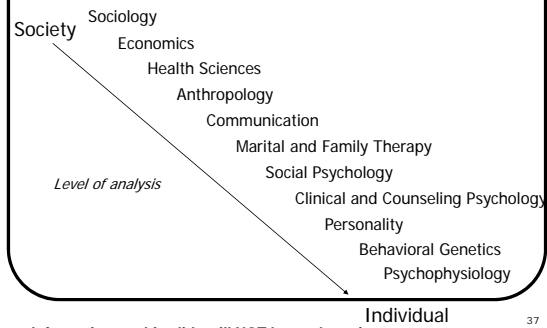 Sociology
Society
Economics
Health Sciences
Anthropology
Communication
Marital and Family Therapy
Social Psychology
Level of analysis
Clinical and Counseling Psychology
Personality
Behavioral Genetics
Psychophysiology
Individual
37